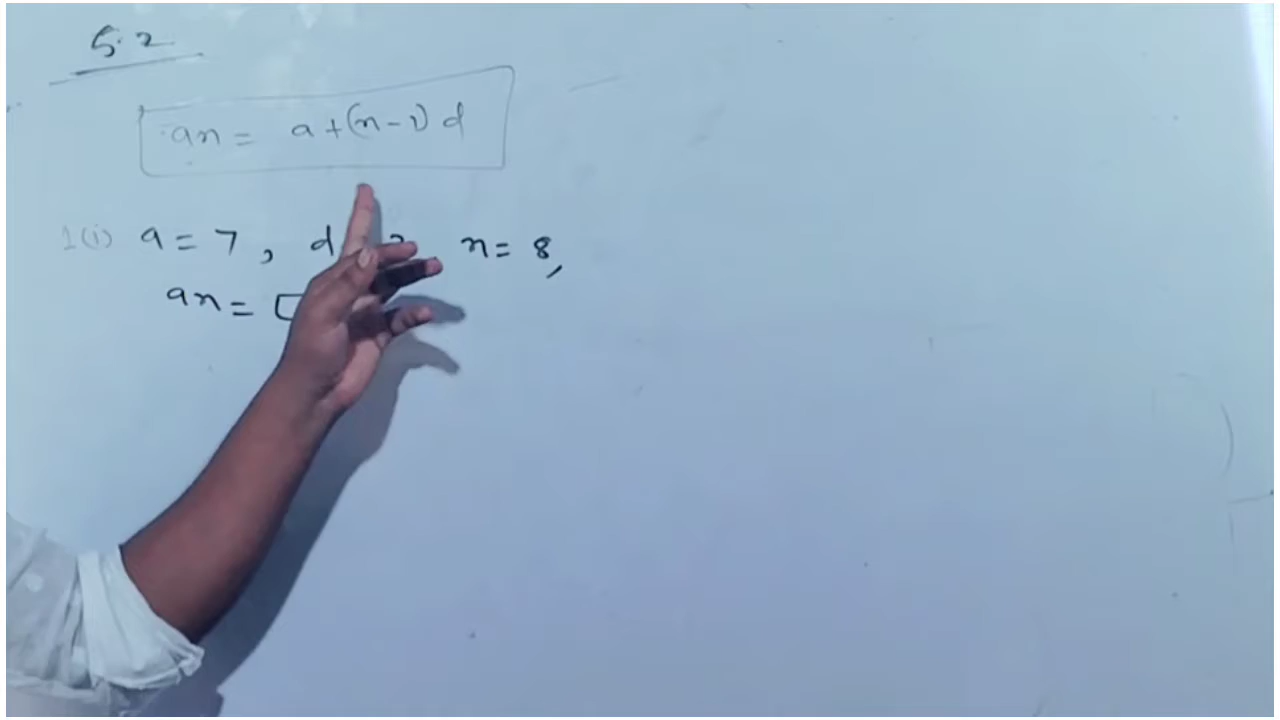 5.2
an = a+(n-1) d
1(i) a = 7, d n = 8,
an =